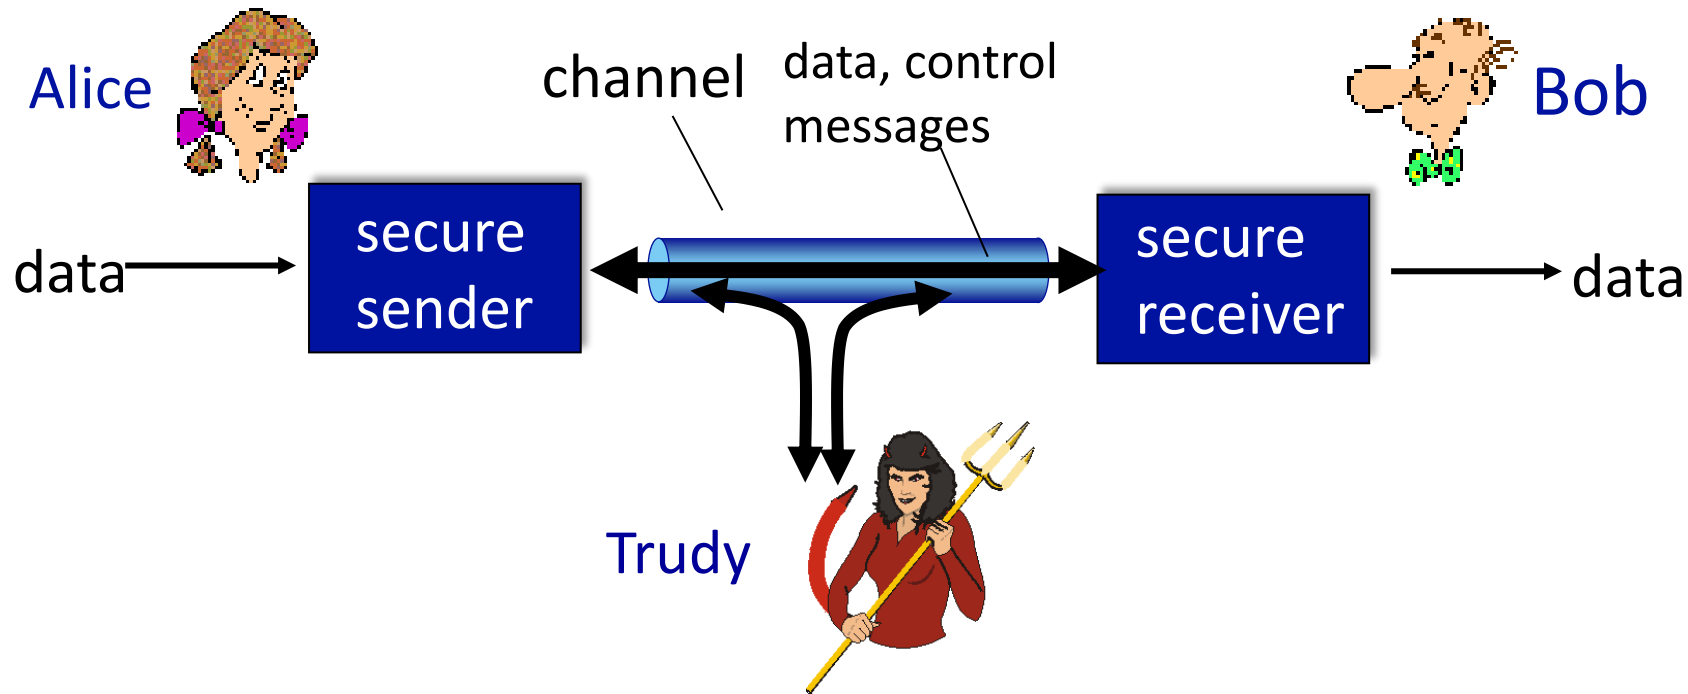 Alice
channel
data, control
messages
Bob
data
secure
sender
secure
receiver
data
Trudy